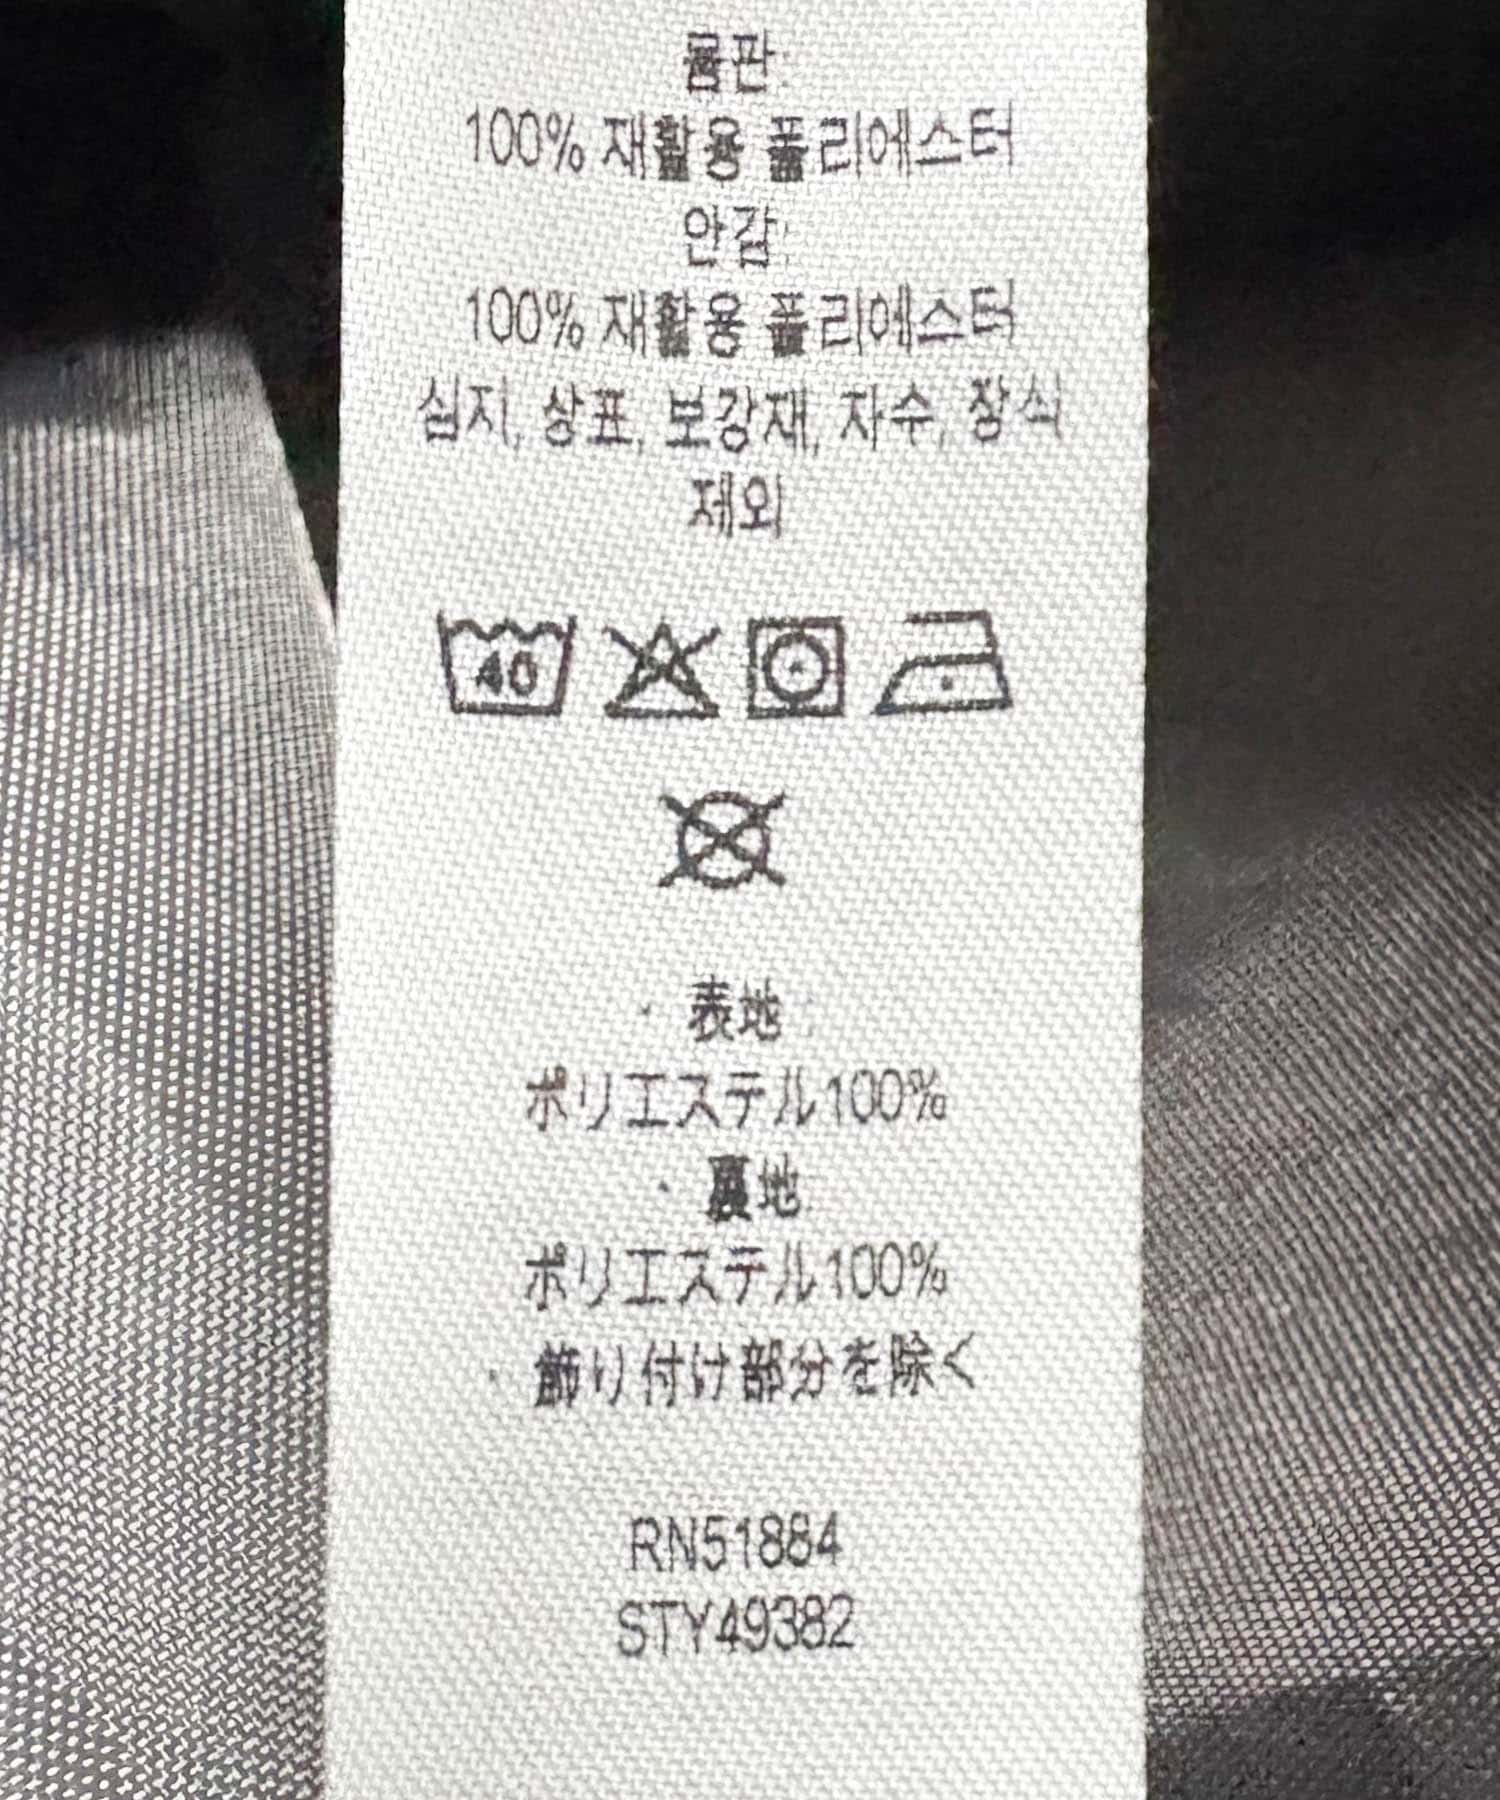 몸판:
100% 재활용 폴리에스터
안감:
100% 재활용 폴리에스터
심지, 상표, 보강재, 자수, 장식
제외
40
・表地:
ポリエステル100%
・裏地
ポリエステル100%
・飾り付け部分を除く
RN51884
STY49382